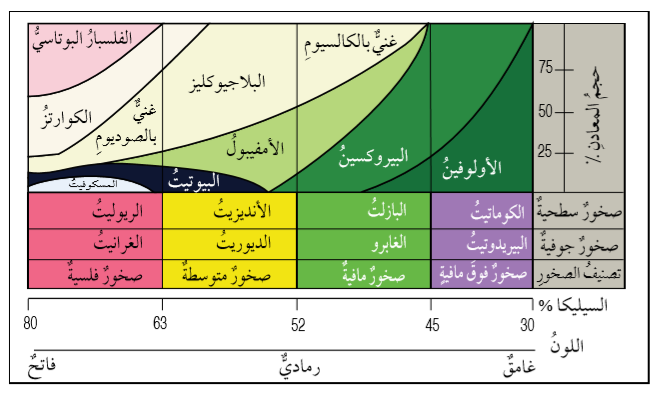 الفلسبارُ البوتاسيُّ
غنيٌّ بالكالسيومِ
البلاجيوكليز
الكوارتزُ
غنيٌّ
بالصوديومِ
الأمفيبولُ
البيروكسينُ
الأولوفينُ
المسكوفيتُ
البيوتيتُ
75
50
25
حجمُ المعادنِ ٪
صخورٌ سطحيةٌ الكوماتيتُ البازلتُ الأنديزيتُ الريوليتُ
صخورٌ جوفيةٌ البيريدوتيتُ الغابرو الديوريتُ الغرانيتُ
تصنيفُ الصخورِ صخورٌ فوقَ مافيةٍ صخورٌ مافيةٌ صخورٌ متوسطةٌ صخورٌ فلسيةٌ
السيليكا %
30 45 52 63 80
اللونُ
غامقٌ رماديٌّ فاتحٌ